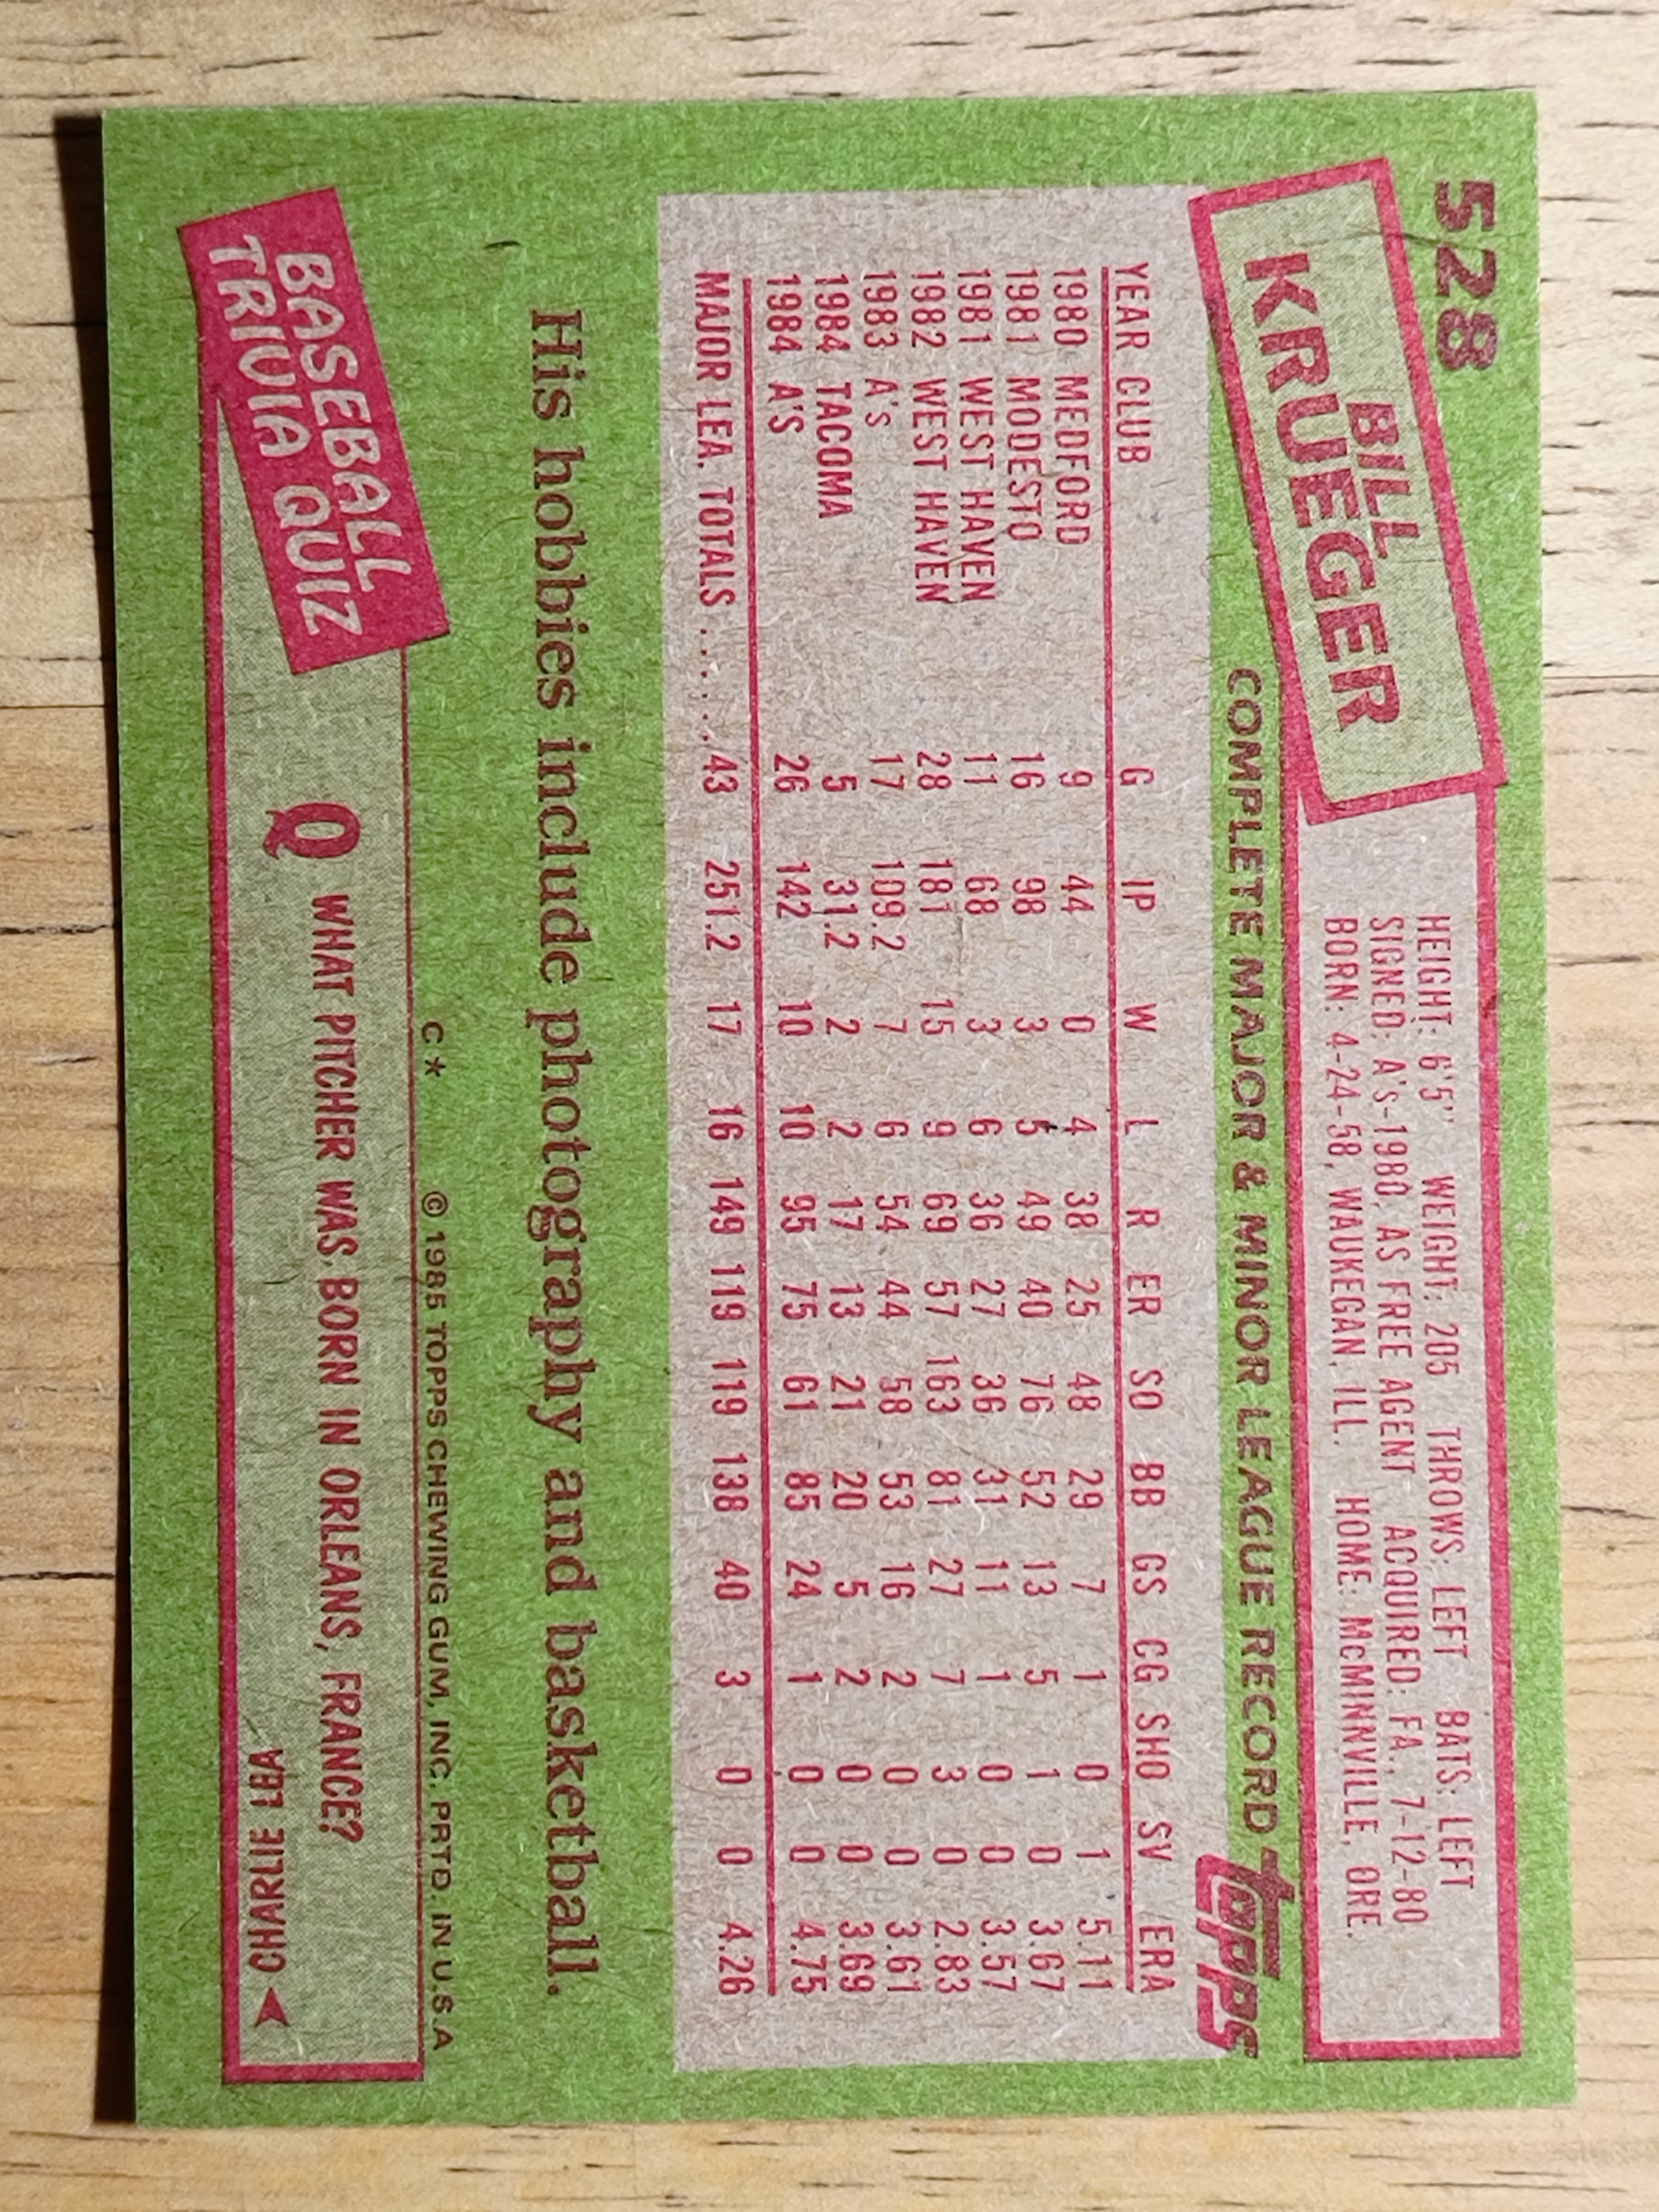 528
BILL
KRUEGER
HEIGHT: 6'5" WEIGHT: 205 THROWS: LEFT BATS: LEFT
SIGNED: A's-1980, AS FREE AGENT ACQUIRED: F.A., 7-12-80
BORN: 4-24-58, WAUKEGAN, ILL. HOME: McMINNVILLE, ORE.
COMPLETE MAJOR & MINOR LEAGUE RECORD
topps
YEAR CLUB G IP W L R ER SO BB GS CG SHO SV ERA
1980 MEDFORD 9 44 0 4 38 25 48 29 7 1 0 1 5.11
1981 MODESTO 16 98 3 5 49 40 76 52 13 5 1 0 3.67
1981 WEST HAVEN 11 68 3 6 36 27 36 31 11 1 0 0 3.57
1982 WEST HAVEN 28 181 15 9 69 57 163 81 27 7 3 0 2.83
1983 A's 17 109.2 7 6 54 44 58 53 16 2 0 0 3.61
1984 TACOMA 5 31.2 2 2 17 13 21 20 5 2 0 0 3.69
1984 A'S 26 142 10 10 95 75 61 85 24 1 0 0 4.75
MAJOR LEA. TOTALS ...... 43 251.2 17 16 149 119 119 138 40 3 0 0 4.26
His hobbies include photography and basketball.
C* © 1985 TOPPS CHEWING GUM, INC. PRTD. IN U.S.A
BASEBALL
TRIVIA QUIZ
Q WHAT PITCHER WAS BORN IN ORLEANS, FRANCE?
CHARLIE LEA